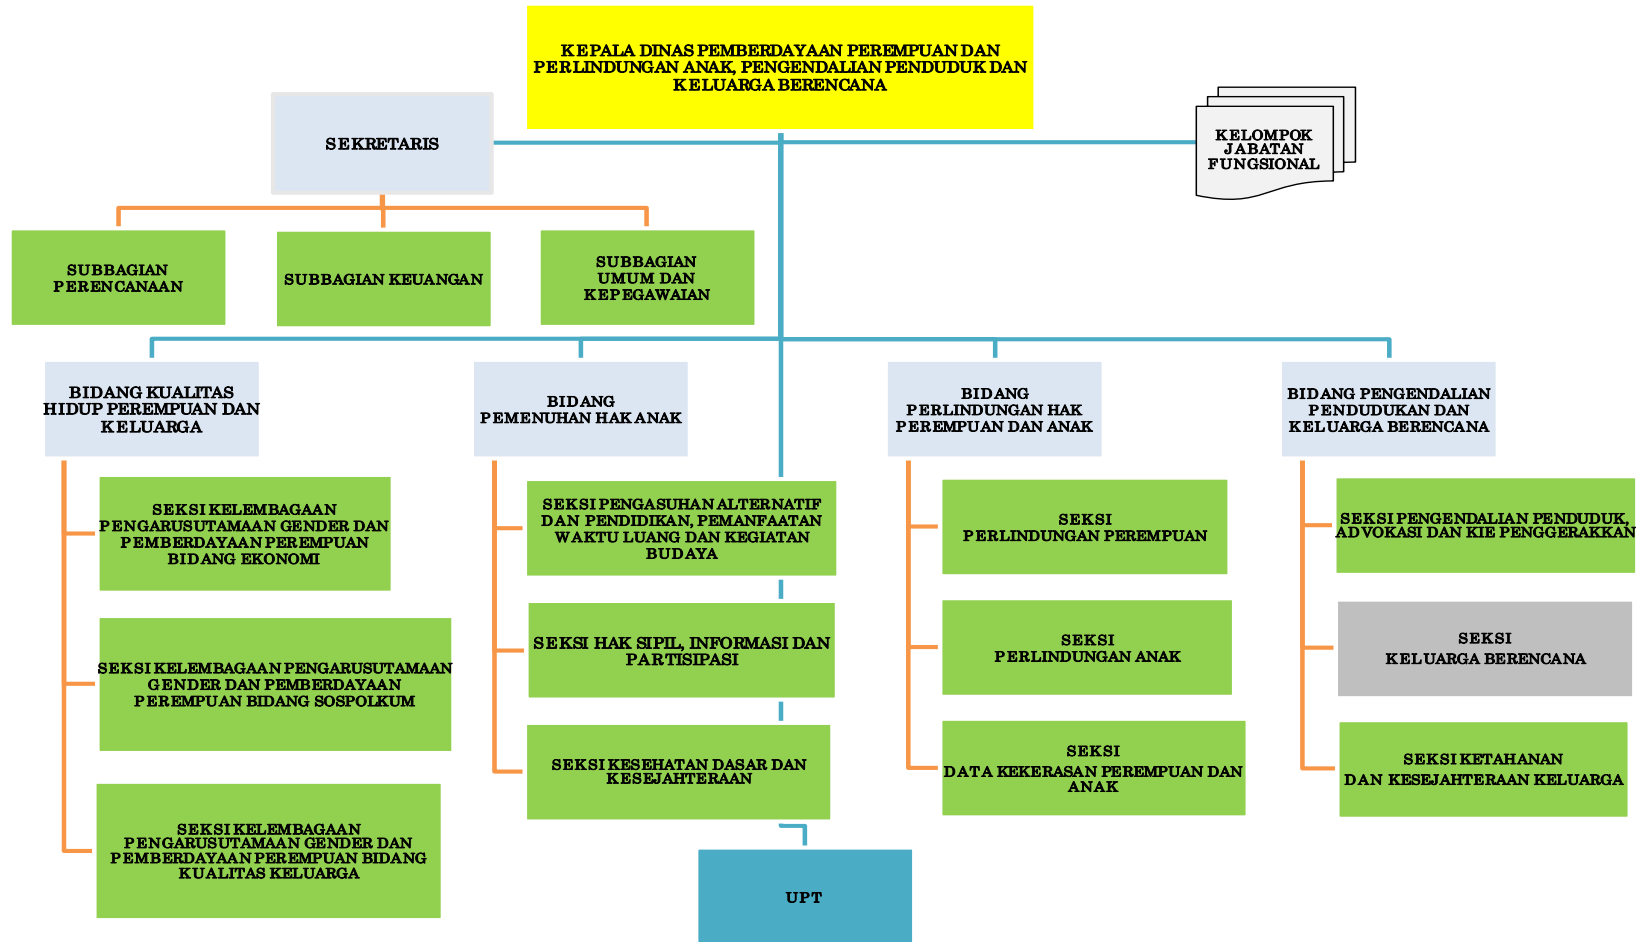 KEPALA DINAS PEMBERDAYAAN PEREMPUAN DAN
PERLINDUNGAN ANAK, PENGENDALIAN PENDUDUK DAN
KELUARGA BERENCANA
SEKRETARIS
KELOMPOK
JABATAN
FUNGSIONAL
SUBBAGIAN
PERENCANAAN
SUBBAGIAN KEUANGAN
SUBBAGIAN
UMUM DAN
KEPEGAWAIAN
BIDANG KUALITAS
HIDUP PEREMPUAN DAN
KELUARGA
BIDANG
PEMENUHAN HAK ANAK
BIDANG
PERLINDUNGAN HAK
PEREMPUAN DAN ANAK
BIDANG PENGENDALIAN
PENDUDUKAN DAN
KELUARGA BERENCANA
SEKSI KELEMBAGAAN
PENGARUSUTAMAAN GENDER DAN
PEMBERDAYAAN PEREMPUAN
BIDANG EKONOMI
SEKSI KELEMBAGAAN PENGARUSUTAMAAN
GENDER DAN PEMBERDAYAAN
PEREMPUAN BIDANG SOSPOLKUM
SEKSI KELEMBAGAAN
PENGARUSUTAMAAN GENDER DAN
PEMBERDAYAAN PEREMPUAN BIDANG
KUALITAS KELUARGA
SEKSI PENGASUHAN ALTERNATIF
DAN PENDIDIKAN, PEMANFAATAN
WAKTU LUANG DAN KEGIATAN
BUDAYA
SEKSI HAK SIPIL, INFORMASI DAN
PARTISIPASI
SEKSI KESEHATAN DASAR DAN
KESEJAHTERAAN
SEKSI
PERLINDUNGAN PEREMPUAN
SEKSI
PERLINDUNGAN ANAK
SEKSI
DATA KEKERASAN PEREMPUAN DAN
ANAK
SEKSI PENGENDALIAN PENDUDUK,
ADVOKASI DAN KIE PENGGERAKKAN
SEKSI
KELUARGA BERENCANA
SEKSI KETAHANAN
DAN KESEJAHTERAAN KELUARGA
UPT